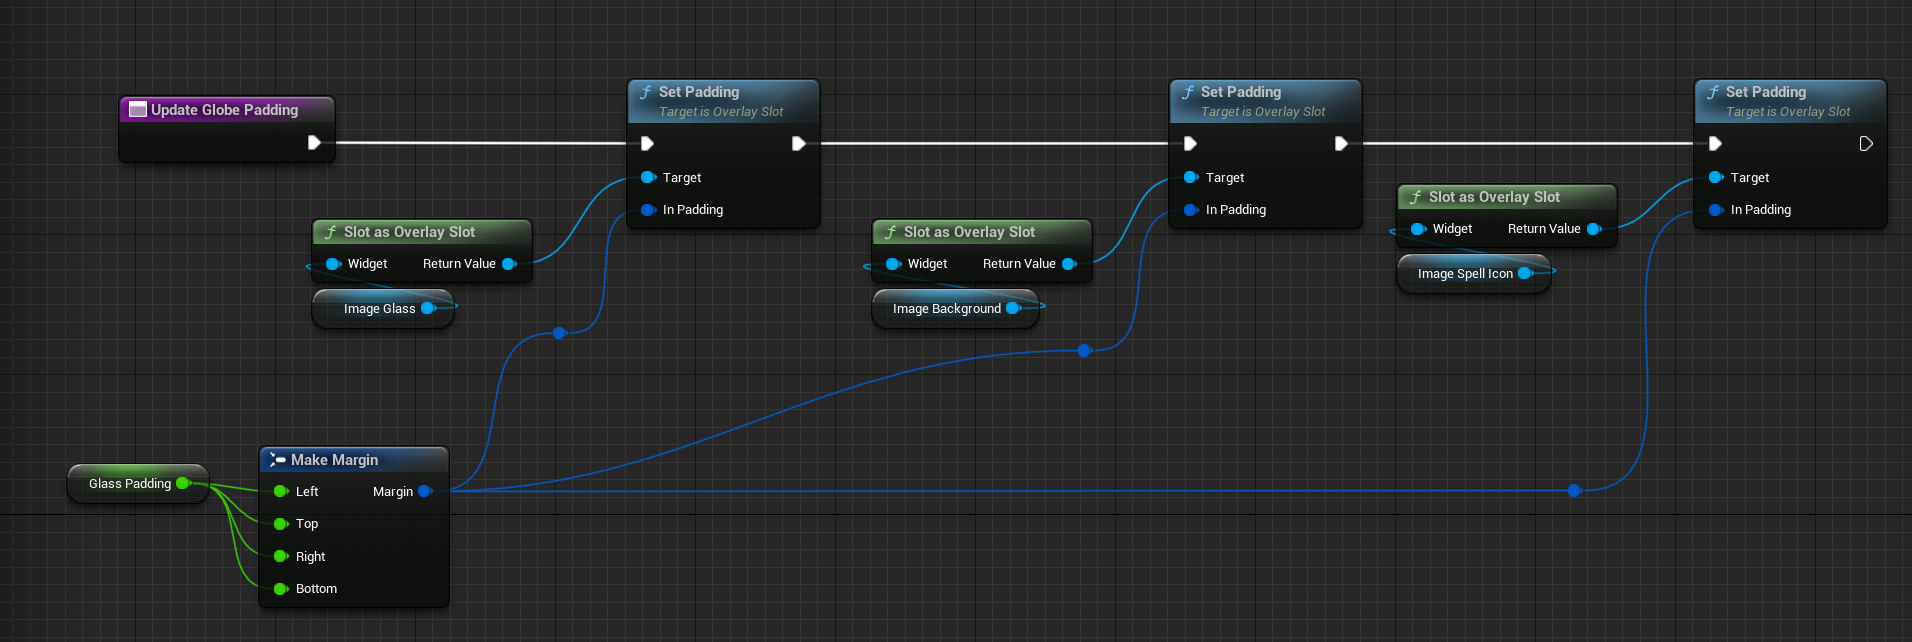 Update Globe Padding
Set Padding
Target is Overlay Slot
Target
In Padding
Slot as Overlay Slot
Widget Return Value
Image Glass
Set Padding
Target is Overlay Slot
Target
In Padding
Slot as Overlay Slot
Widget Return Value
Image Background
Set Padding
Target is Overlay Slot
Target
In Padding
Slot as Overlay Slot
Widget Return Value
Image Spell Icon
Glass Padding
Make Margin
Left Margin
Top
Right
Bottom